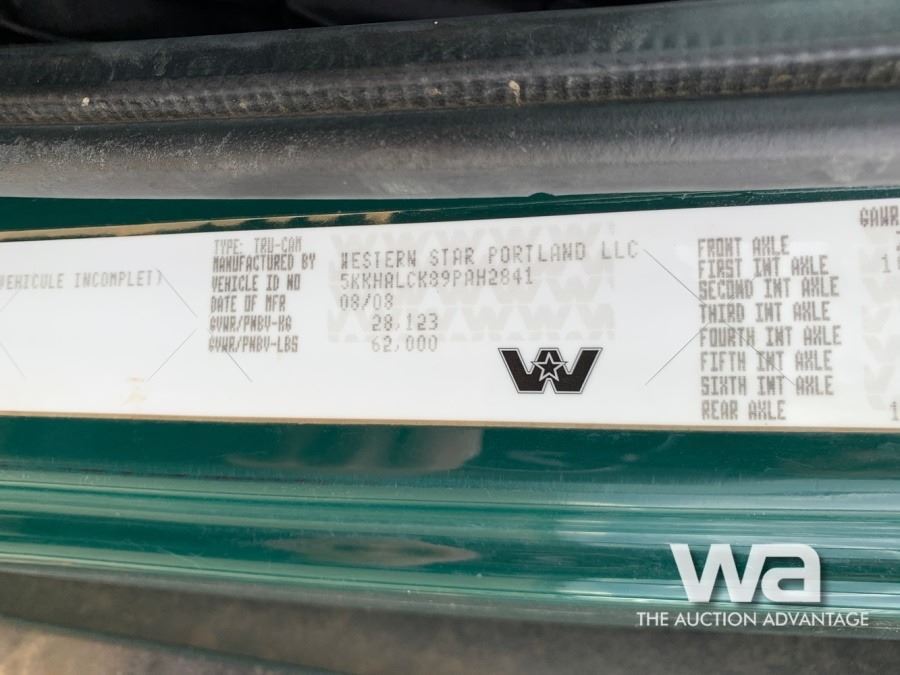 VEHICULE INCOMPLET)
TYPE: TRU-CAM
MANUFACTURED BY WESTERN STAR PORTLAND LLC
VEHICLE ID NO 5KKHALCK89PAH2841
DATE OF MFR 08/08
GVWR/PNBV-KG 28,123
GVWR/PNBV-LBS 62,000
GAWR
FRONT AXLE
FIRST INT AXLE
SECOND INT AXLE
THIRD INT AXLE
FOURTH INT AXLE
FIFTH INT AXLE
SIXTH INT AXLE
REAR AXLE
wa
THE AUCTION ADVANTAGE